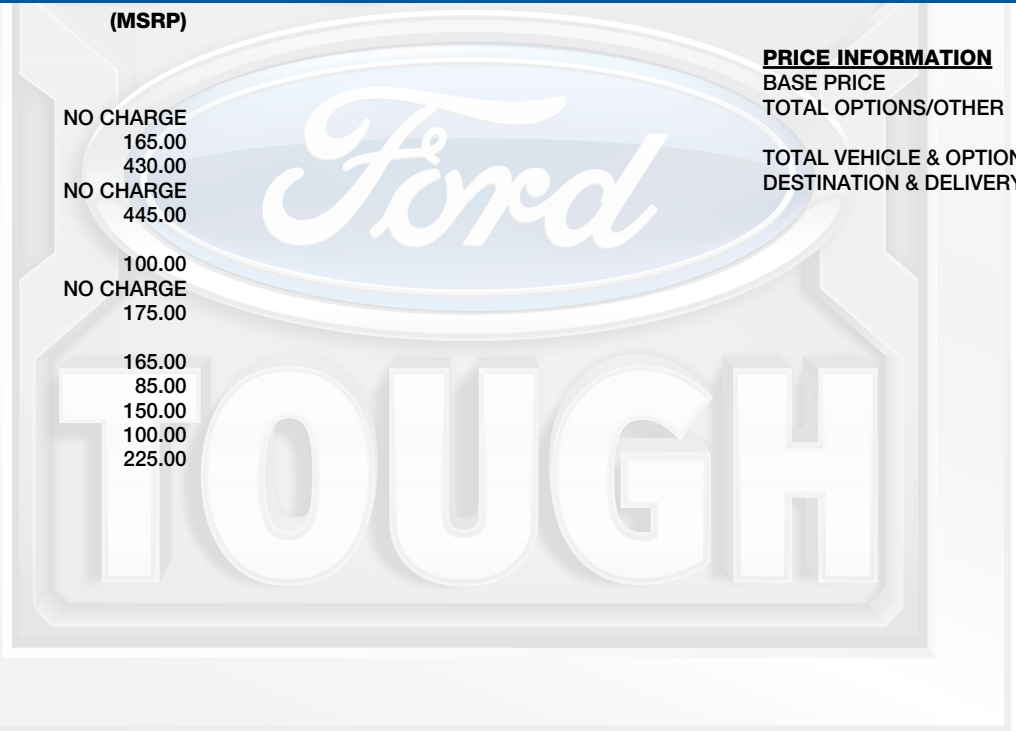 (MSRP)
NO CHARGE
165.00
430.00
NO CHARGE
445.00
100.00
NO CHARGE
175.00
165.00
85.00
150.00
100.00
225.00
PRICE INFORMATION
BASE PRICE
TOTAL OPTIONS/OTHER
TOTAL VEHICLE & OPTION
DESTINATION & DELIVERY
Ford
TOUGH